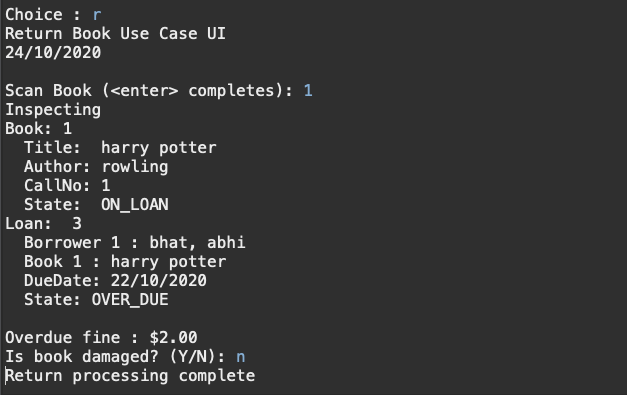 Choice : r
Return Book Use Case UI
24/10/2020

Scan Book (<enter> completes): 1
Inspecting
Book: 1
  Title:  harry potter
  Author: rowling
  CallNo: 1
  State:  ON_LOAN
Loan:  3
  Borrower 1 : bhat, abhi
  Book 1 : harry potter
  DueDate: 22/10/2020
  State: OVER_DUE

Overdue fine : $2.00
Is book damaged? (Y/N): n
Return processing complete